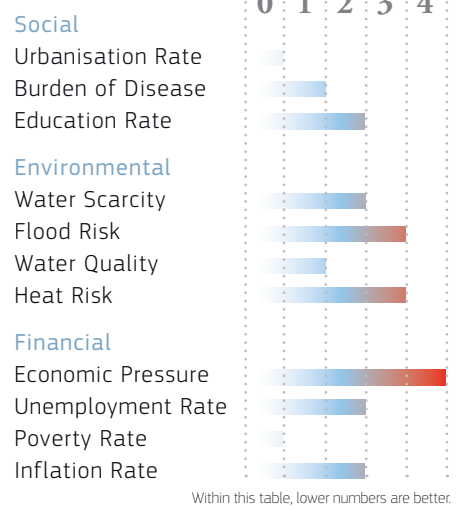 0 1 2 3 4
Social
Urbanisation Rate
Burden of Disease
Education Rate
Environmental
Water Scarcity
Flood Risk
Water Quality
Heat Risk
Financial
Economic Pressure
Unemployment Rate
Poverty Rate
Inflation Rate
Within this table, lower numbers are better.